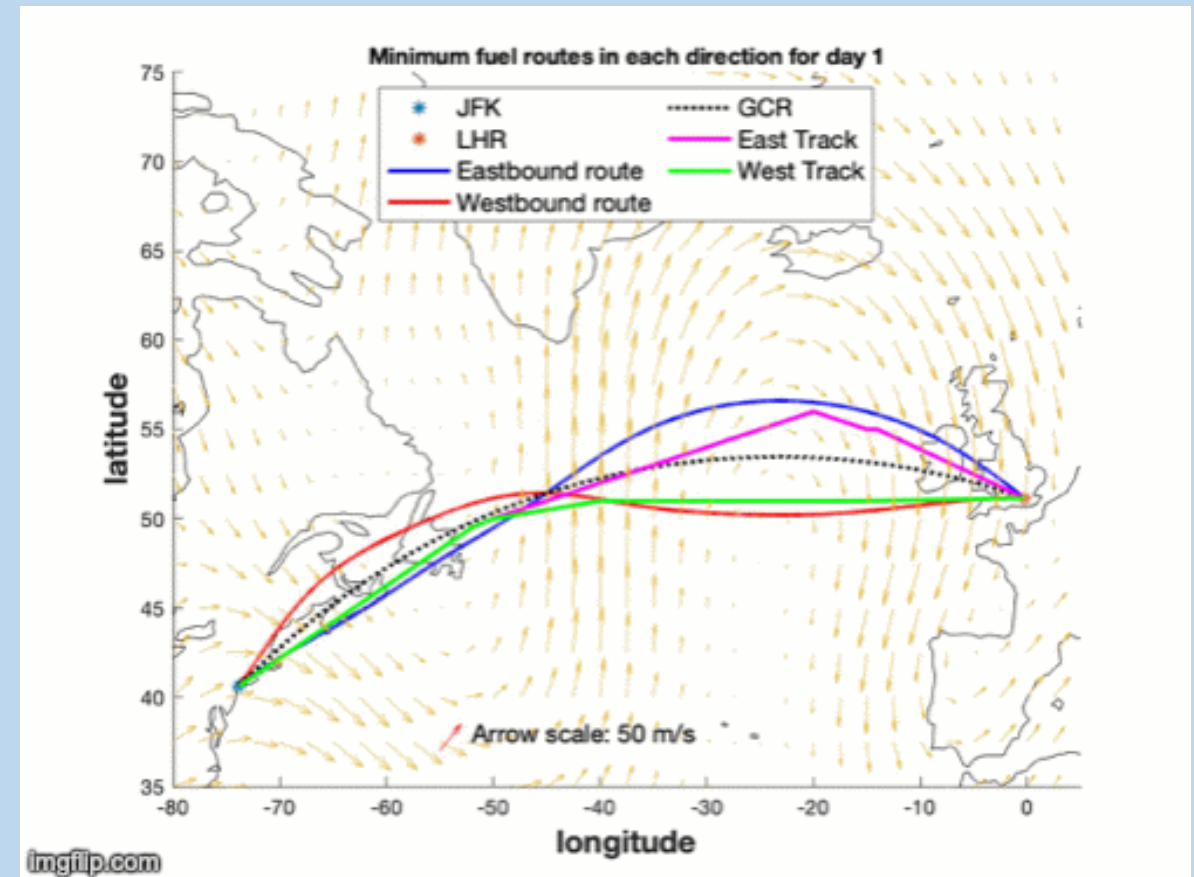 Minimum fuel routes in each direction for day 1
JFK
LHR
Eastbound route
Westbound route
GCR
East Track
West Track
75
70
65
60
55
50
45
40
35
latitude
Arrow scale: 50 m/s
-80 -70 -60 -50 -40 -30 -20 -10 0
longitude
imgflip.com